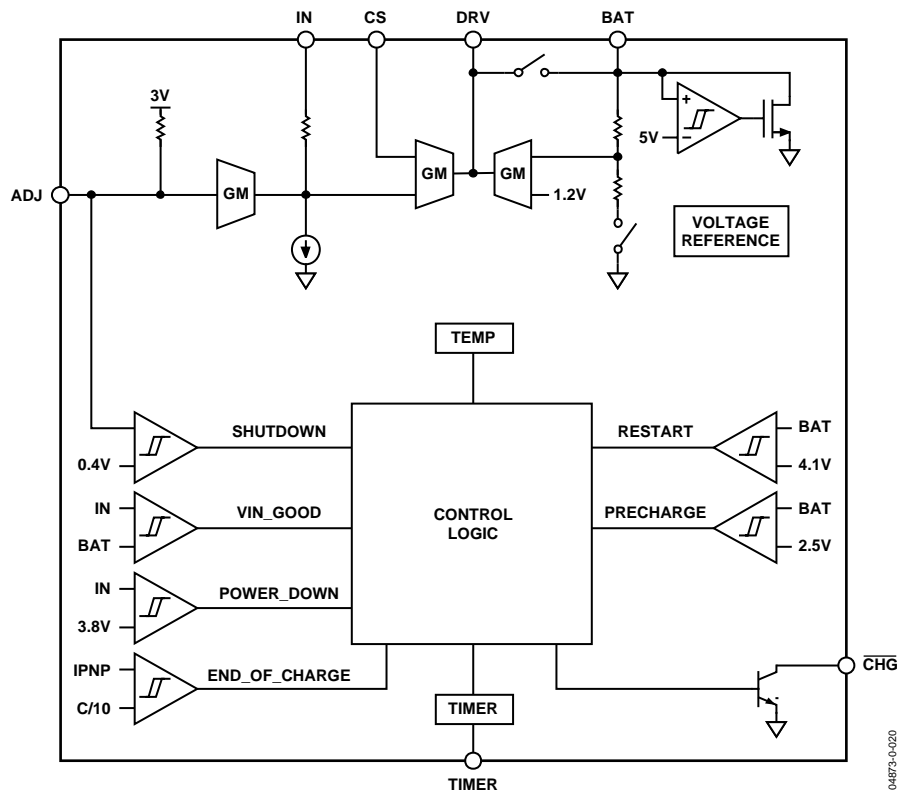 IN
CS
DRV
BAT
3V
+
5V
−
ADJ
GM
GM
GM
1.2V
VOLTAGE
REFERENCE
TEMP
SHUTDOWN
0.4V
RESTART
BAT
4.1V
IN
VIN_GOOD
BAT
CONTROL
LOGIC
PRECHARGE
BAT
2.5V
IN
POWER_DOWN
3.8V
IPNP
END_OF_CHARGE
C/10
TIMER
CHG
TIMER
04873-0-020